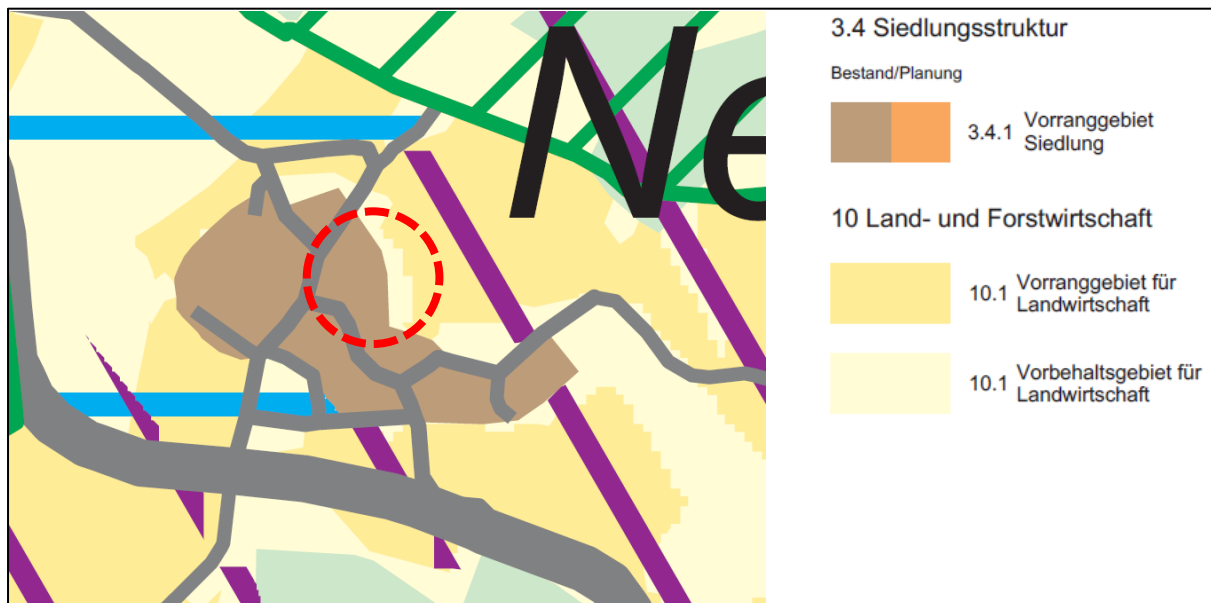 Ne
3.4 Siedlungsstruktur
Bestand/Planung
3.4.1 Vorranggebiet
Siedlung
10 Land- und Forstwirtschaft
10.1 Vorranggebiet für
Landwirtschaft
10.1 Vorbehaltsgebiet für
Landwirtschaft